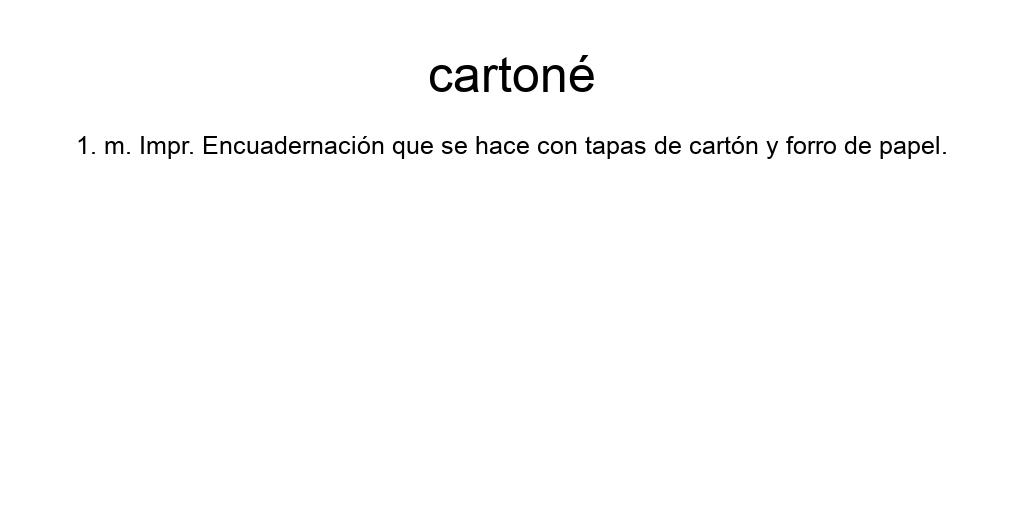 cartoné
1. m. Impr. Encuadernación que se hace con tapas de cartón y forro de papel.